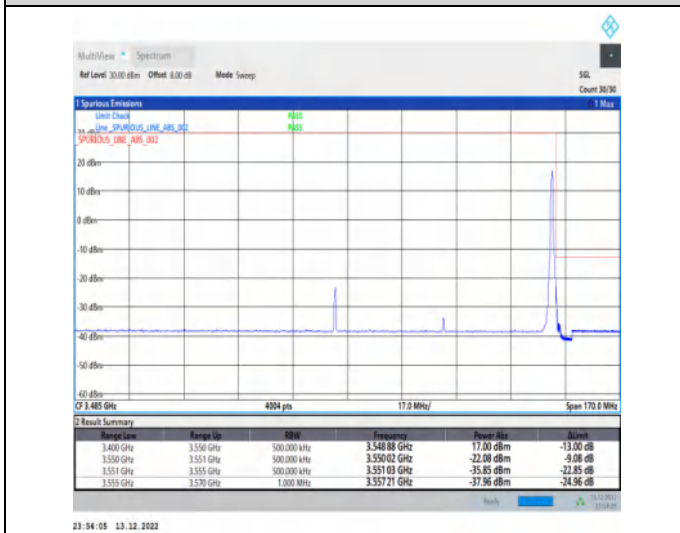 MultiView Spectrum
Ref Level 30.00 dBm Offset 8.00 dB Mode Sweep SGL
Count 30/30
1 Spurious Emissions 1 Max
Limit Check PASS
Line _SPURIOUS_LINE_ABS_002 PASS
_SPURIOUS_LINE_ABS_002
20 dBm
10 dBm
0 dBm
-10 dBm
-20 dBm
-30 dBm
-40 dBm
-50 dBm
-60 dBm
CF 3.485 GHz 4004 pts 17.0 MHz/ Span 170.0 MHz
2 Result Summary
Range Low Range Up RBW Frequency Power Abs ΔLimit
3.400 GHz 3.550 GHz 500.000 kHz 3.548 88 GHz 17.00 dBm -13.00 dB
3.550 GHz 3.551 GHz 500.000 kHz 3.550 02 GHz -22.08 dBm -9.08 dB
3.551 GHz 3.555 GHz 500.000 kHz 3.551 03 GHz -35.85 dBm -22.85 dB
3.555 GHz 3.570 GHz 1.000 MHz 3.557 21 GHz -37.96 dBm -24.96 dB
Ready
23:54:05 13.12.2022